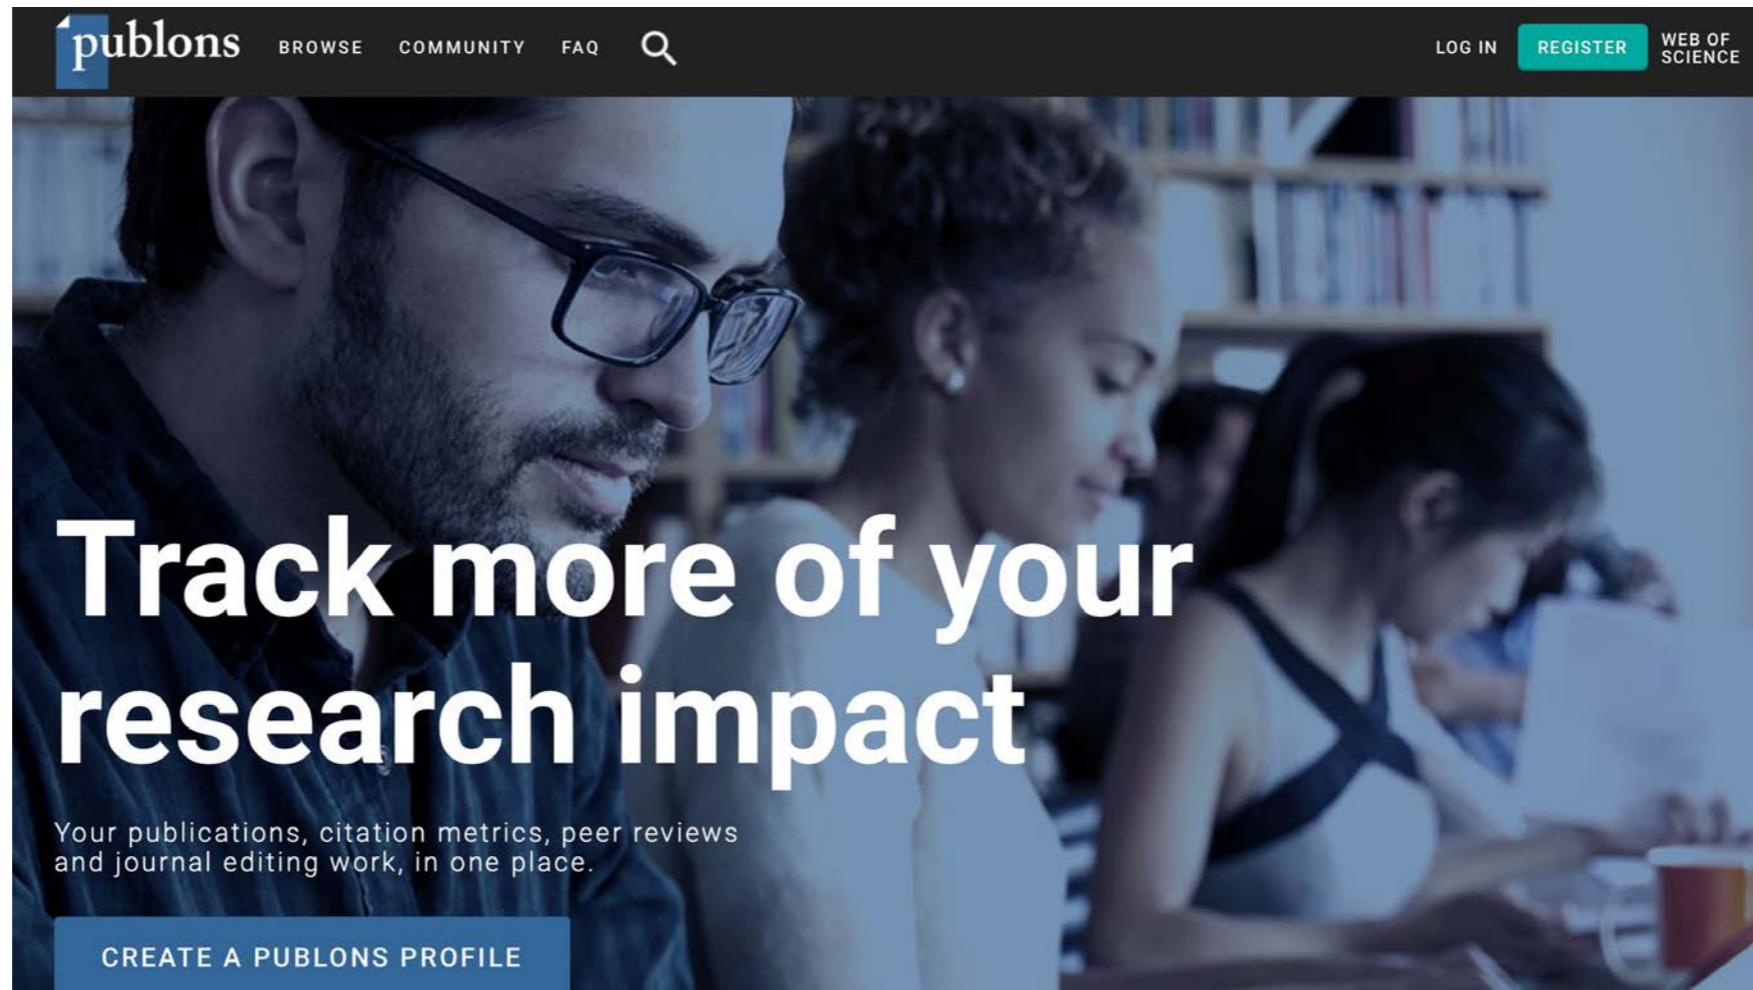 publons
BROWSE
COMMUNITY
FAQ
LOG IN
REGISTER
WEB OF
SCIENCE
Track more of your
research impact
Your publications, citation metrics, peer reviews
and journal editing work, in one place.
CREATE A PUBLONS PROFILE